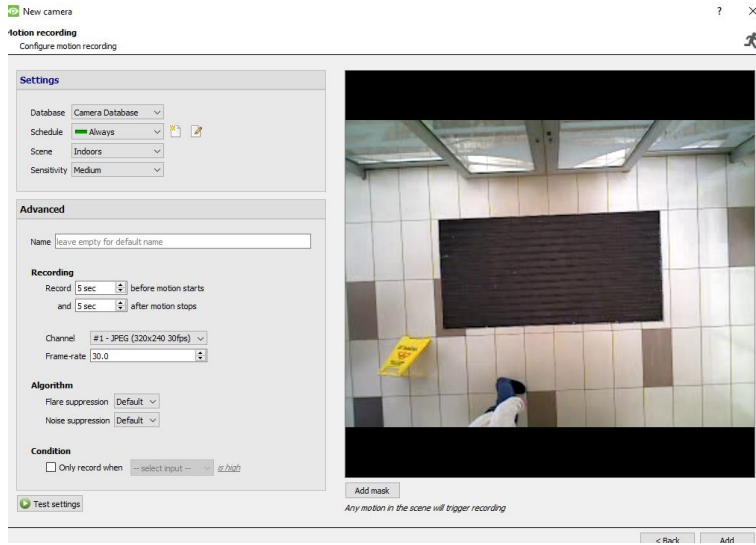 New camera
Motion recording
Configure motion recording
Settings
Database Camera Database
Schedule Always
Scene Indoors
Sensitivity Medium
Advanced
Name leave empty for default name
Recording
Record 5 sec before motion starts
and 5 sec after motion stops
Channel #1 - JPEG (320x240 30fps)
Frame-rate 30.0
Algorithm
Flare suppression Default
Noise suppression Default
Condition
Only record when -- select input -- is high
Test settings
Add mask
Any motion in the scene will trigger recording
< Back Add